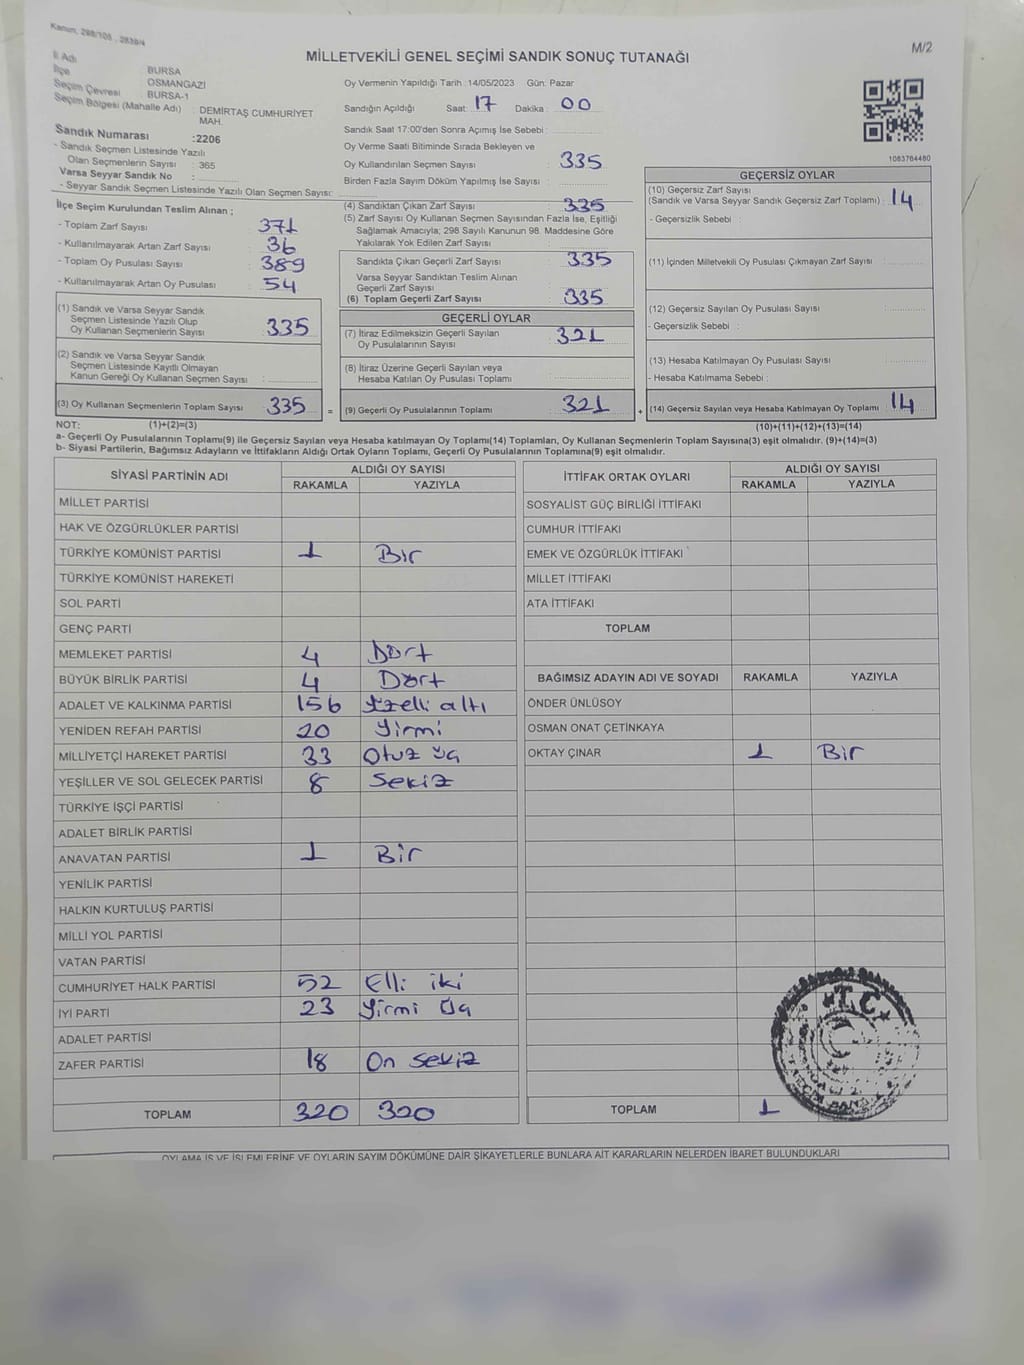 Kanun, 298/105 , 2839/4
M/2
MİLLETVEKİLİ GENEL SEÇİMİ SANDIK SONUÇ TUTANAĞI
İl Adı BURSA
İlçe OSMANGAZİ
Seçim Çevresi BURSA-1
Seçim Bölgesi (Mahalle Adı) : DEMİRTAŞ CUMHURİYET MAH.
Sandık Numarası :2206
- Sandık Seçmen Listesinde Yazılı
Olan Seçmenlerin Sayısı : 365
Varsa Seyyar Sandık No :
- Seyyar Sandık Seçmen Listesinde Yazılı Olan Seçmen Sayısı:
İlçe Seçim Kurulundan Teslim Alınan ;
- Toplam Zarf Sayısı 371
- Kullanılmayarak Artan Zarf Sayısı : 36
- Toplam Oy Pusulası Sayısı : 389
- Kullanılmayarak Artan Oy Pusulası : 54
(1) Sandık ve Varsa Seyyar Sandık
Seçmen Listesinde Yazılı Olup
Oy Kullanan Seçmenlerin Sayısı : 335
(2) Sandık ve Varsa Seyyar Sandık
Seçmen Listesinde Kayıtlı Olmayan
Kanun Gereği Oy Kullanan Seçmen Sayısı :
(3) Oy Kullanan Seçmenlerin Toplam Sayısı : 335 =
Oy Vermenin Yapıldığı Tarih : 14/05/2023 Gün: Pazar
Sandığın Açıldığı Saat : 17 Dakika : 00
Sandık Saat 17:00'den Sonra Açımış İse Sebebi :
Oy Verme Saati Bitiminde Sırada Bekleyen ve
Oy Kullandırılan Seçmen Sayısı : 335
Birden Fazla Sayım Döküm Yapılmış İse Sayısı :
(4) Sandıktan Çıkan Zarf Sayısı : 335
(5) Zarf Sayısı Oy Kullanan Seçmen Sayısından Fazla İse, Eşitliği
Sağlamak Amacıyla; 298 Sayılı Kanunun 98. Maddesine Göre
Yakılarak Yok Edilen Zarf Sayısı :
Sandıkta Çıkan Geçerli Zarf Sayısı : 335
Varsa Seyyar Sandıktan Teslim Alınan
Geçerli Zarf Sayısı :
(6) Toplam Geçerli Zarf Sayısı : 335
GEÇERLİ OYLAR
(7) İtiraz Edilmeksizin Geçerli Sayılan
Oy Pusulalarının Sayısı : 321
(8) İtiraz Üzerine Geçerli Sayılan veya
Hesaba Katılan Oy Pusulası Toplamı :
(9) Geçerli Oy Pusulalarının Toplamı : 321 +
1083764460
GEÇERSİZ OYLAR
(10) Geçersiz Zarf Sayısı
(Sandık ve Varsa Seyyar Sandık Geçersiz Zarf Toplamı) : 14
- Geçersizlik Sebebi :
(11) İçinden Milletvekili Oy Pusulası Çıkmayan Zarf Sayısı :
(12) Geçersiz Sayılan Oy Pusulası Sayısı :
- Geçersizlik Sebebi :
(13) Hesaba Katılmayan Oy Pusulası Sayısı :
- Hesaba Katılmama Sebebi :
(14) Geçersiz Sayılan veya Hesaba Katılmayan Oy Toplamı : 14
NOT: (1)+(2)=(3) (10)+(11)+(12)+(13)=(14)
a- Geçerli Oy Pusulalarının Toplamı(9) ile Geçersiz Sayılan veya Hesaba katılmayan Oy Toplamı(14) Toplamları, Oy Kullanan Seçmenlerin Toplam Sayısına(3) eşit olmalıdır. (9)+(14)=(3)
b- Siyasi Partilerin, Bağımsız Adayların ve İttifakların Aldığı Ortak Oyların Toplamı, Geçerli Oy Pusulalarının Toplamına(9) eşit olmalıdır.
SİYASİ PARTİNİN ADI ALDIĞI OY SAYISI
RAKAMLA YAZIYLA
MİLLET PARTİSİ
HAK VE ÖZGÜRLÜKLER PARTİSİ
TÜRKİYE KOMÜNİST PARTİSİ 1 Bir
TÜRKİYE KOMÜNİST HAREKETİ
SOL PARTİ
GENÇ PARTİ
MEMLEKET PARTİSİ 4 Dört
BÜYÜK BİRLİK PARTİSİ 4 Dört
ADALET VE KALKINMA PARTİSİ 156 altı
YENİDEN REFAH PARTİSİ 20 Yirmi
MİLLİYETÇİ HAREKET PARTİSİ 33 Otuz üç
YEŞİLLER VE SOL GELECEK PARTİSİ 8 Sekiz
TÜRKİYE İŞÇİ PARTİSİ
ADALET BİRLİK PARTİSİ
ANAVATAN PARTİSİ 1 Bir
YENİLİK PARTİSİ
HALKIN KURTULUŞ PARTİSİ
MİLLİ YOL PARTİSİ
VATAN PARTİSİ
CUMHURİYET HALK PARTİSİ 52 Elli iki
İYİ PARTİ 23 Yirmi Üç
ADALET PARTİSİ
ZAFER PARTİSİ 18 On sekiz
TOPLAM 320 320
İTTİFAK ORTAK OYLARI ALDIĞI OY SAYISI
RAKAMLA YAZIYLA
SOSYALİST GÜÇ BİRLİĞİ İTTİFAKI
CUMHUR İTTİFAKI
EMEK VE ÖZGÜRLÜK İTTİFAKI
MİLLET İTTİFAKI
ATA İTTİFAKI
TOPLAM
BAĞIMSIZ ADAYIN ADI VE SOYADI RAKAMLA YAZIYLA
ÖNDER ÜNLÜSOY
OSMAN ONAT ÇETİNKAYA
OKTAY ÇINAR 1 Bir
T.C.
TOPLAM 1
OYLAMA İŞ VE İŞLEMLERİNE VE OYLARIN SAYIM DÖKÜMÜNE DAİR ŞİKAYETLERLE BUNLARA AİT KARARLARIN NELERDEN İBARET BULUNDUKLARI